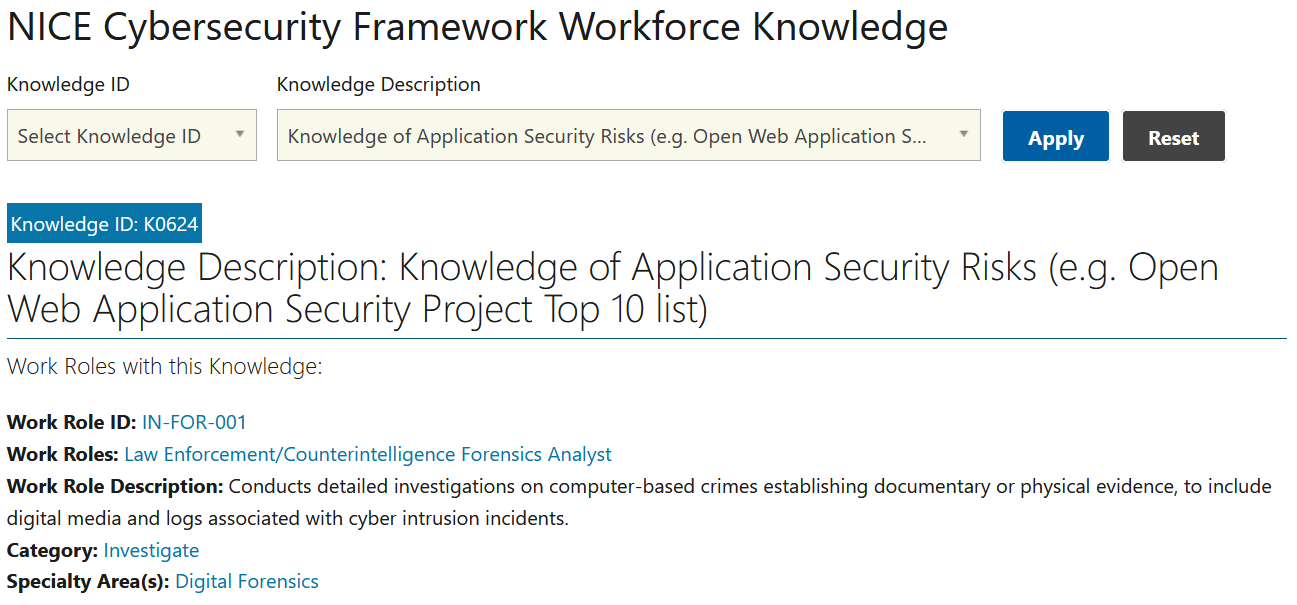 NICE Cybersecurity Framework Workforce Knowledge
Knowledge ID
Knowledge Description
Select Knowledge ID
Knowledge of Application Security Risks (e.g. Open Web Application S...
Apply
Reset
Knowledge ID: K0624
Knowledge Description: Knowledge of Application Security Risks (e.g. Open
Web Application Security Project Top 10 list)
Work Roles with this Knowledge:
Work Role ID: IN-FOR-001
Work Roles: Law Enforcement/Counterintelligence Forensics Analyst
Work Role Description: Conducts detailed investigations on computer-based crimes establishing documentary or physical evidence, to include
digital media and logs associated with cyber intrusion incidents.
Category: Investigate
Specialty Area(s): Digital Forensics